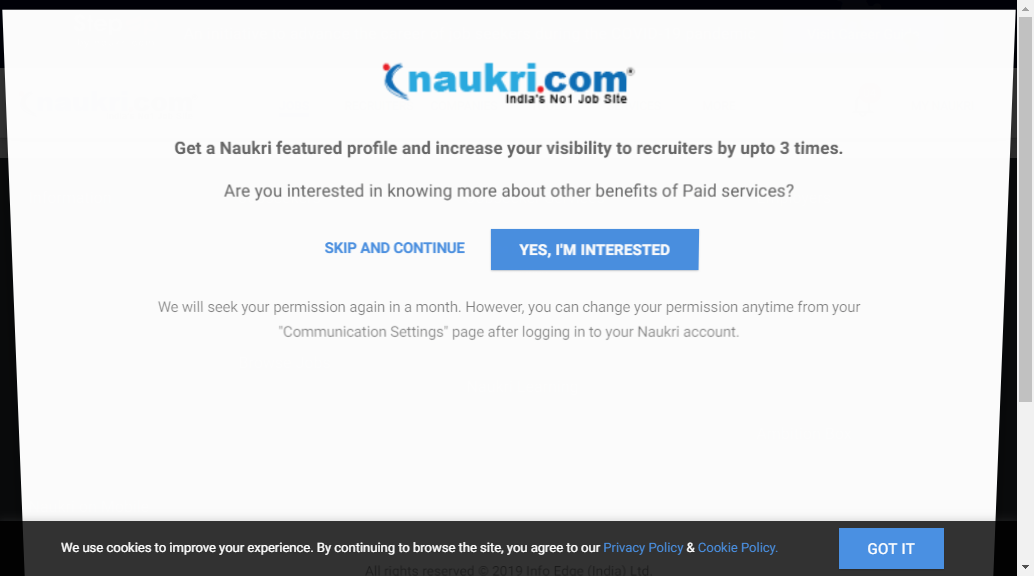 naukri.com®
India's No1 Job Site
Get a Naukri featured profile and increase your visibility to recruiters by upto 3 times.
Are you interested in knowing more about other benefits of Paid services?
SKIP AND CONTINUE YES, I'M INTERESTED
We will seek your permission again in a month. However, you can change your permission anytime from your
"Communication Settings" page after logging in to your Naukri account.
We use cookies to improve your experience. By continuing to browse the site, you agree to our Privacy Policy & Cookie Policy. GOT IT
All rights reserved © 2019 Info Edge (India) Ltd.